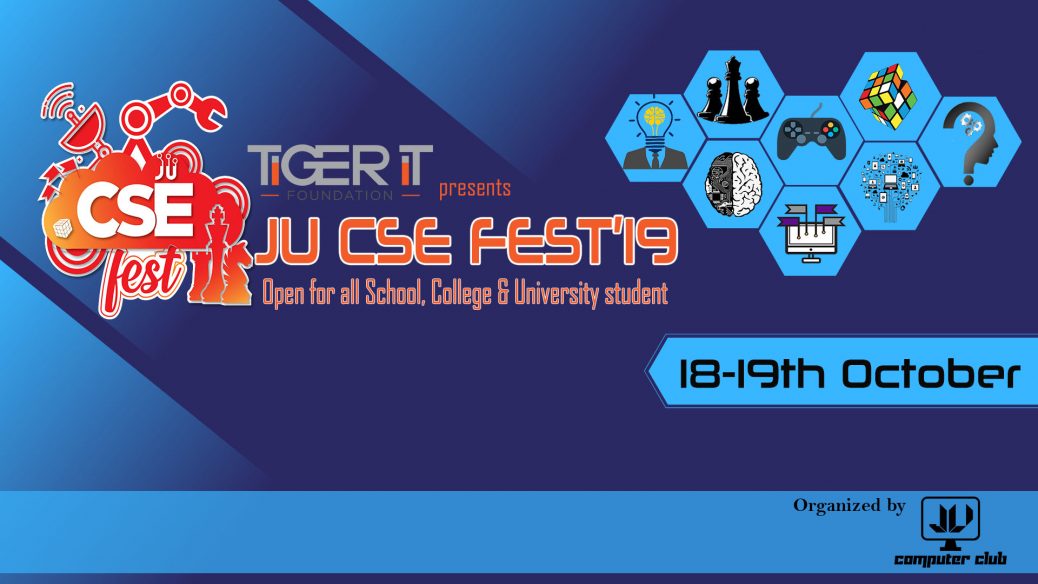 JU
CSE
fest
TiGER iT
FOUNDATION
presents
JU CSE FEST'19
Open for all School, College & University student
18-19th October
Organized by
JU
computer club